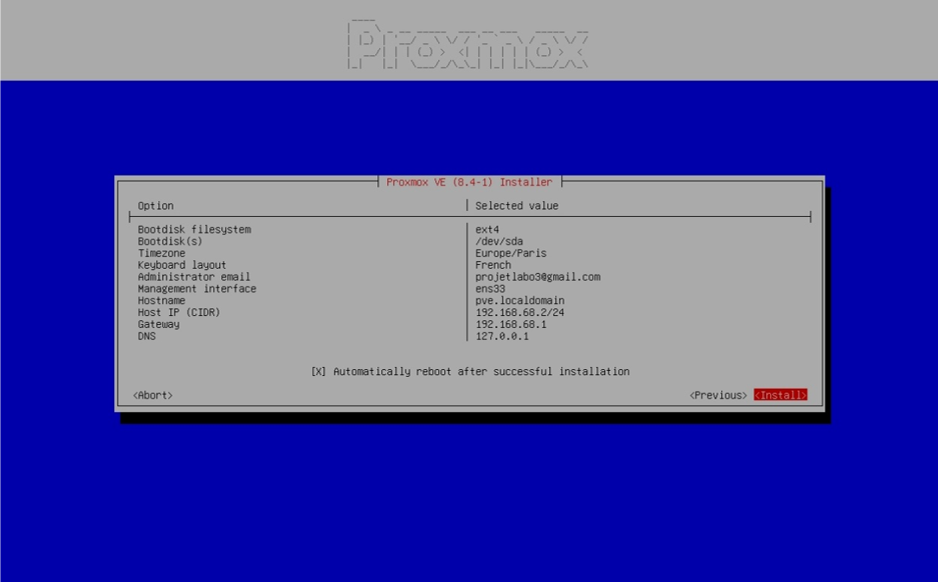 Proxmox
Proxmox VE (8.4-1) Installer
Option | Selected value
Bootdisk filesystem | ext4
Bootdisk(s) | /dev/sda
Timezone | Europe/Paris
Keyboard layout | French
Administrator email | projetlabo3@gmail.com
Management interface | ens33
Hostname | pve.localdomain
Host IP (CIDR) | 192.168.68.2/24
Gateway | 192.168.68.1
DNS | 127.0.0.1
[X] Automatically reboot after successful installation
<Abort> <Previous> <Install>